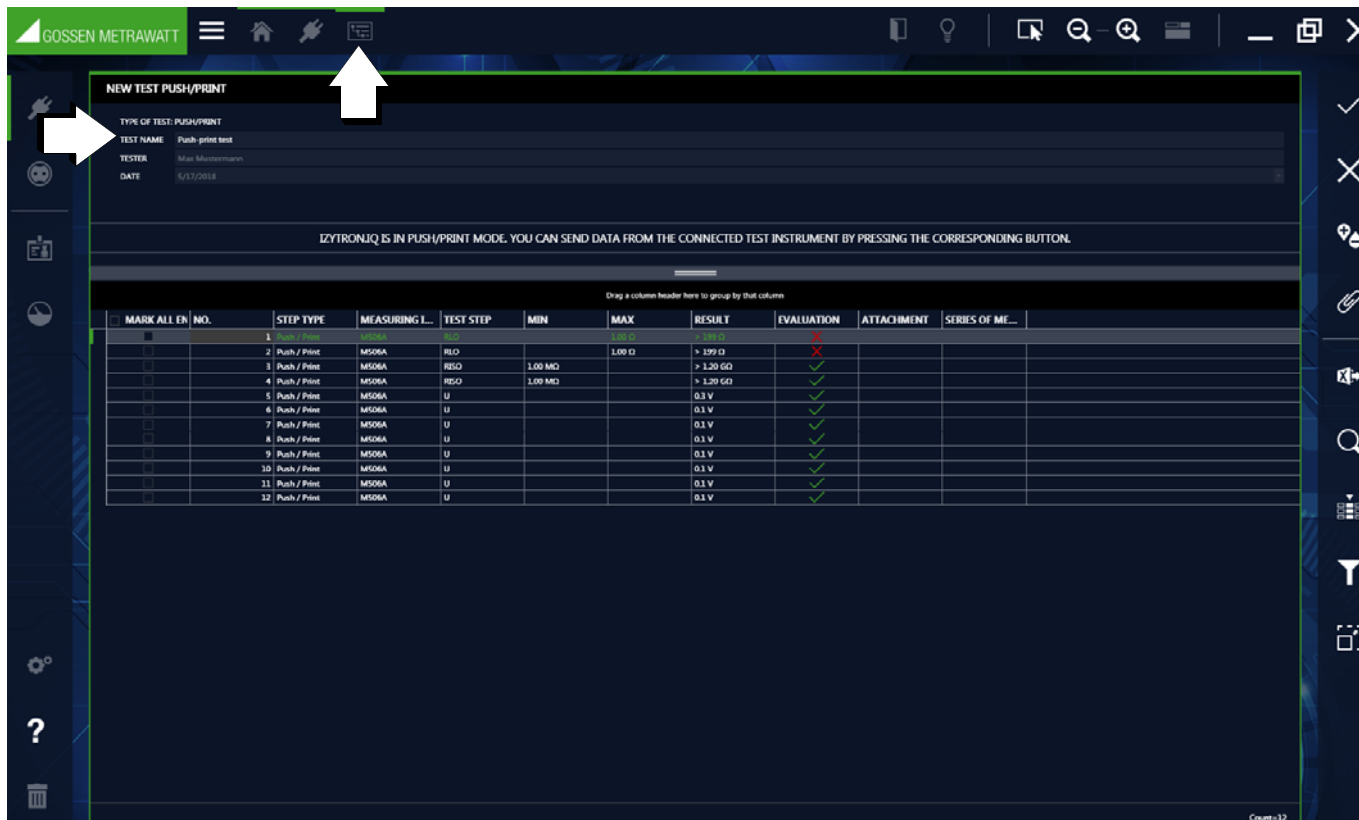 GOSSEN METRAWATT
NEW TEST PUSH/PRINT
TYPE OF TEST: PUSH/PRINT
TEST NAME Push-print test
TESTER Max Mustermann
DATE 5/17/2018
IZYTRON.IQ IS IN PUSH/PRINT MODE. YOU CAN SEND DATA FROM THE CONNECTED TEST INSTRUMENT BY PRESSING THE CORRESPONDING BUTTON.
Drag a column header here to group by that column
MARK ALL EN NO. STEP TYPE MEASURING I... TEST STEP MIN MAX RESULT EVALUATION ATTACHMENT SERIES OF ME...
1 Push / Print M506A RLO 1.00 Ω > 199 Ω
2 Push / Print M506A RLO 1.00 Ω > 199 Ω
3 Push / Print M506A RISO 1.00 MΩ > 1.20 GΩ
4 Push / Print M506A RISO 1.00 MΩ > 1.20 GΩ
5 Push / Print M506A U 0.3 V
6 Push / Print M506A U 0.1 V
7 Push / Print M506A U 0.1 V
8 Push / Print M506A U 0.1 V
9 Push / Print M506A U 0.1 V
10 Push / Print M506A U 0.1 V
11 Push / Print M506A U 0.1 V
12 Push / Print M506A U 0.1 V
?
Count=12